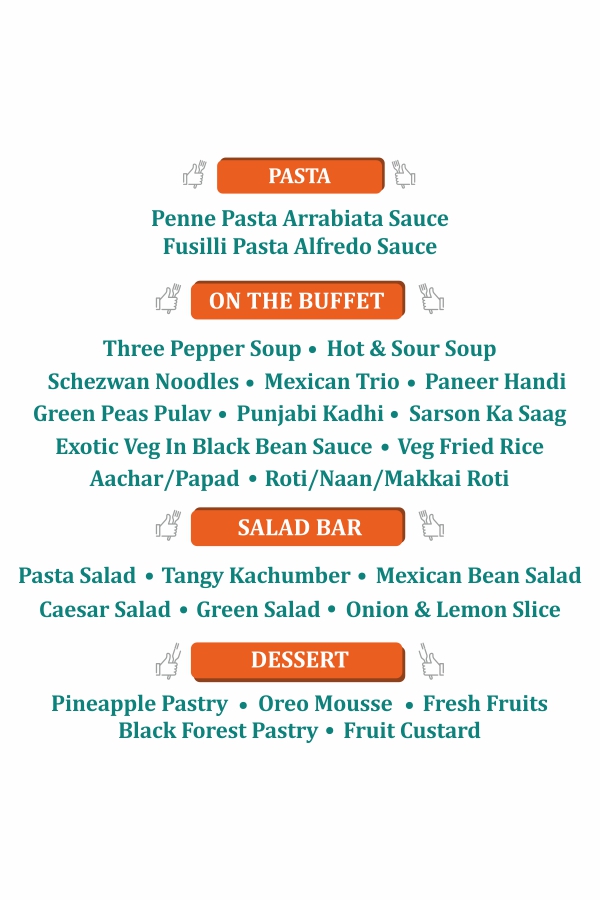 PASTA
Penne Pasta Arrabiata Sauce
Fusilli Pasta Alfredo Sauce
ON THE BUFFET
Three Pepper Soup • Hot & Sour Soup
Schezwan Noodles • Mexican Trio • Paneer Handi
Green Peas Pulav • Punjabi Kadhi • Sarson Ka Saag
Exotic Veg In Black Bean Sauce • Veg Fried Rice
Aachar/Papad • Roti/Naan/Makkai Roti
SALAD BAR
Pasta Salad • Tangy Kachumber • Mexican Bean Salad
Caesar Salad • Green Salad • Onion & Lemon Slice
DESSERT
Pineapple Pastry • Oreo Mousse • Fresh Fruits
Black Forest Pastry • Fruit Custard